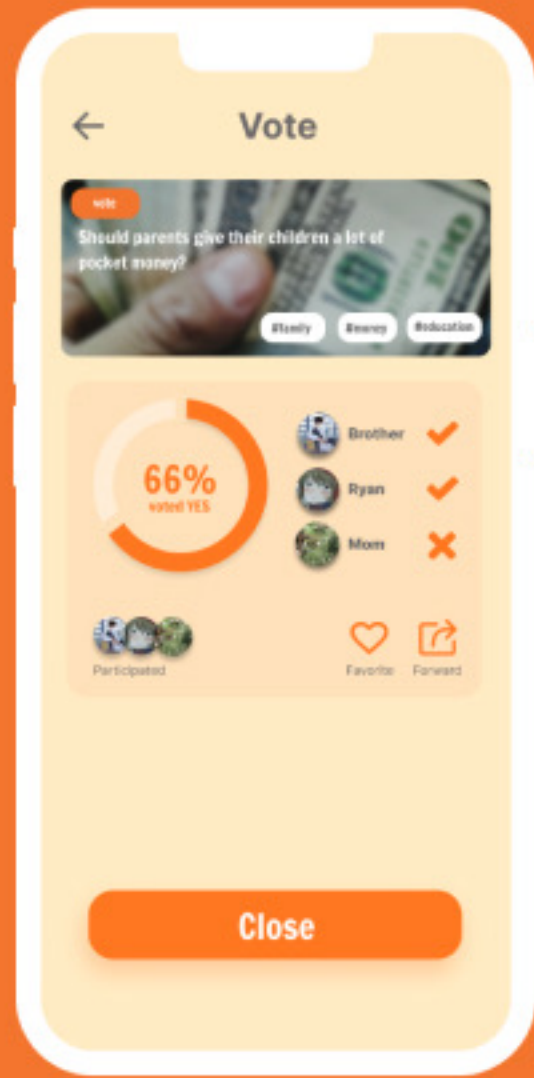 Vote
vote
Should parents give their children a lot of
pocket money?
#family #money #education
66%
voted YES
Brother
Ryan
Mom
Participated
Favorite Forward
Close